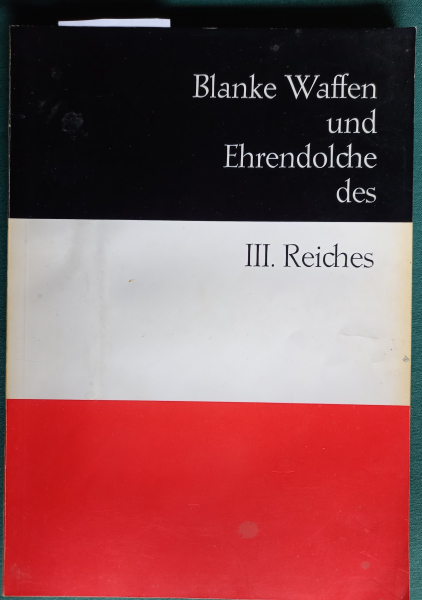 Blanke Waffen
und
Ehrendolche
des
III. Reiches